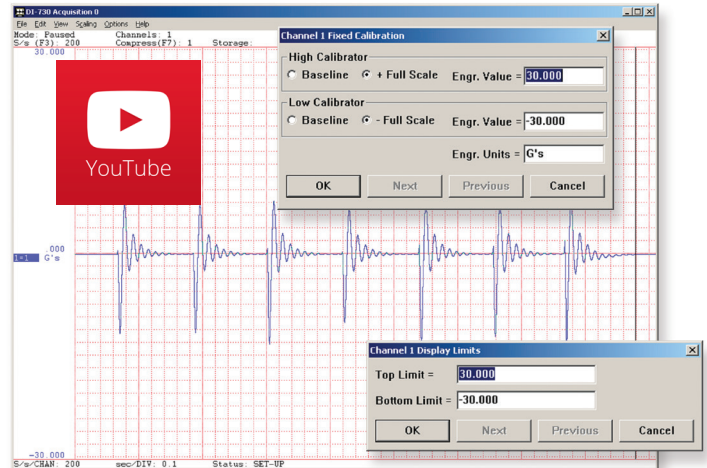 DI-730 Acquisition 0
File Edit View Scaling Options Help
Mode: Paused Channels: 1
S/s (F3): 200 Compress(F7): 1 Storage:
30.000
YouTube
.000
1=1 G's
-30.000
S/s/CHAN: 200 sec/DIV: 0.1 Status: SET-UP
Channel 1 Fixed Calibration
High Calibrator
Baseline + Full Scale Engr. Value = 30.000
Low Calibrator
Baseline - Full Scale Engr. Value = -30.000
Engr. Units = G's
OK Next Previous Cancel
Channel 1 Display Limits
Top Limit = 30.000
Bottom Limit = -30.000
OK Next Previous Cancel